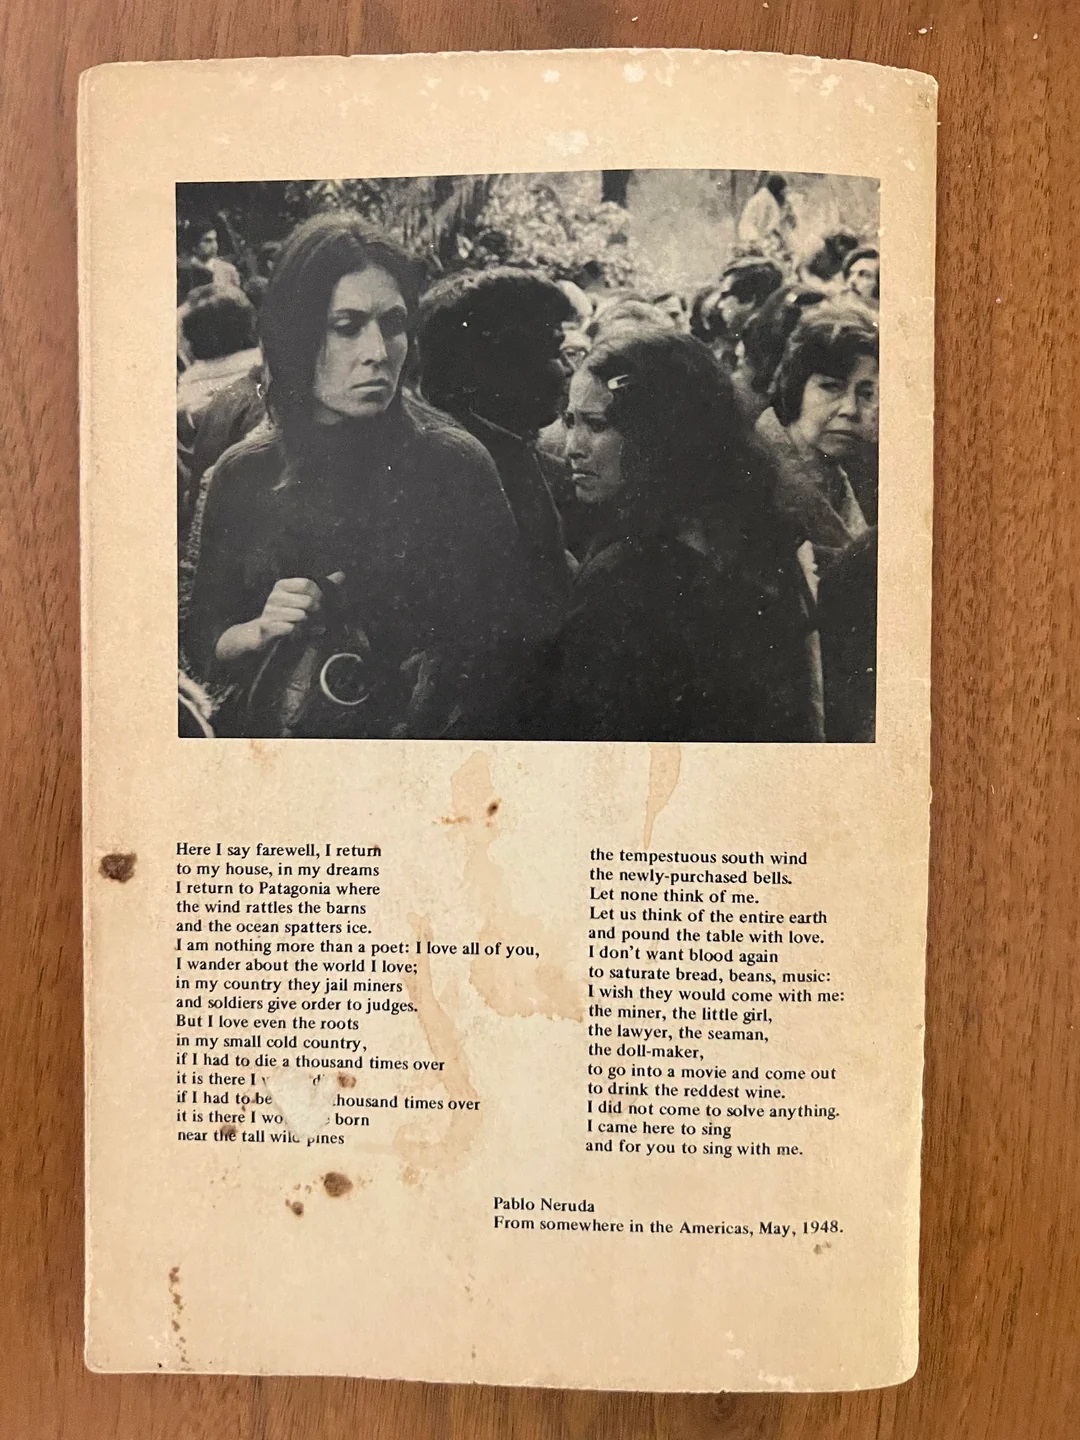 Here I say farewell, I return
to my house, in my dreams
I return to Patagonia where
the wind rattles the barns
and the ocean spatters ice.
I am nothing more than a poet: I love all of you,
I wander about the world I love;
in my country they jail miners
and soldiers give order to judges.
But I love even the roots
in my small cold country,
if I had to die a thousand times over
it is there I
if I had to be thousand times over
it is there I born
near the tall wild pines
the tempestuous south wind
the newly-purchased bells.
Let none think of me.
Let us think of the entire earth
and pound the table with love.
I don't want blood again
to saturate bread, beans, music:
I wish they would come with me:
the miner, the little girl,
the lawyer, the seaman,
the doll-maker,
to go into a movie and come out
to drink the reddest wine.
I did not come to solve anything.
I came here to sing
and for you to sing with me.
Pablo Neruda
From somewhere in the Americas, May, 1948.